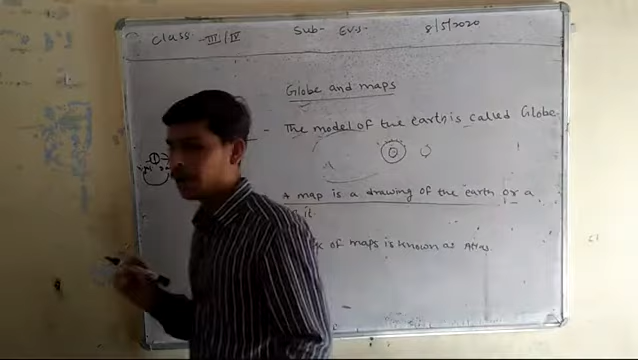 Class III/IV Sub- EVS. 8/5/2020
Globe and maps
- The model of the earth is called Globe.
A map is a drawing of the earth or a
it.
of maps is known as Atlas.